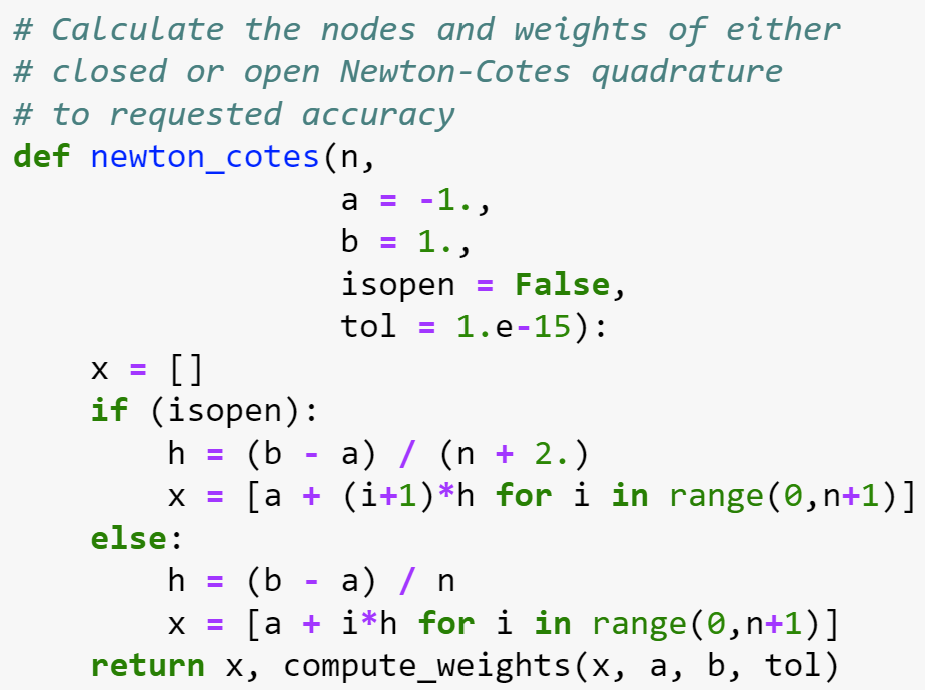 # Calculate the nodes and weights of either
# closed or open Newton-Cotes quadrature
# to requested accuracy
def newton_cotes(n,
                 a = -1.,
                 b = 1.,
                 isopen = False,
                 tol = 1.e-15):
    x = []
    if (isopen):
        h = (b - a) / (n + 2.)
        x = [a + (i+1)*h for i in range(0,n+1)]
    else:
        h = (b - a) / n
        x = [a + i*h for i in range(0,n+1)]
    return x, compute_weights(x, a, b, tol)